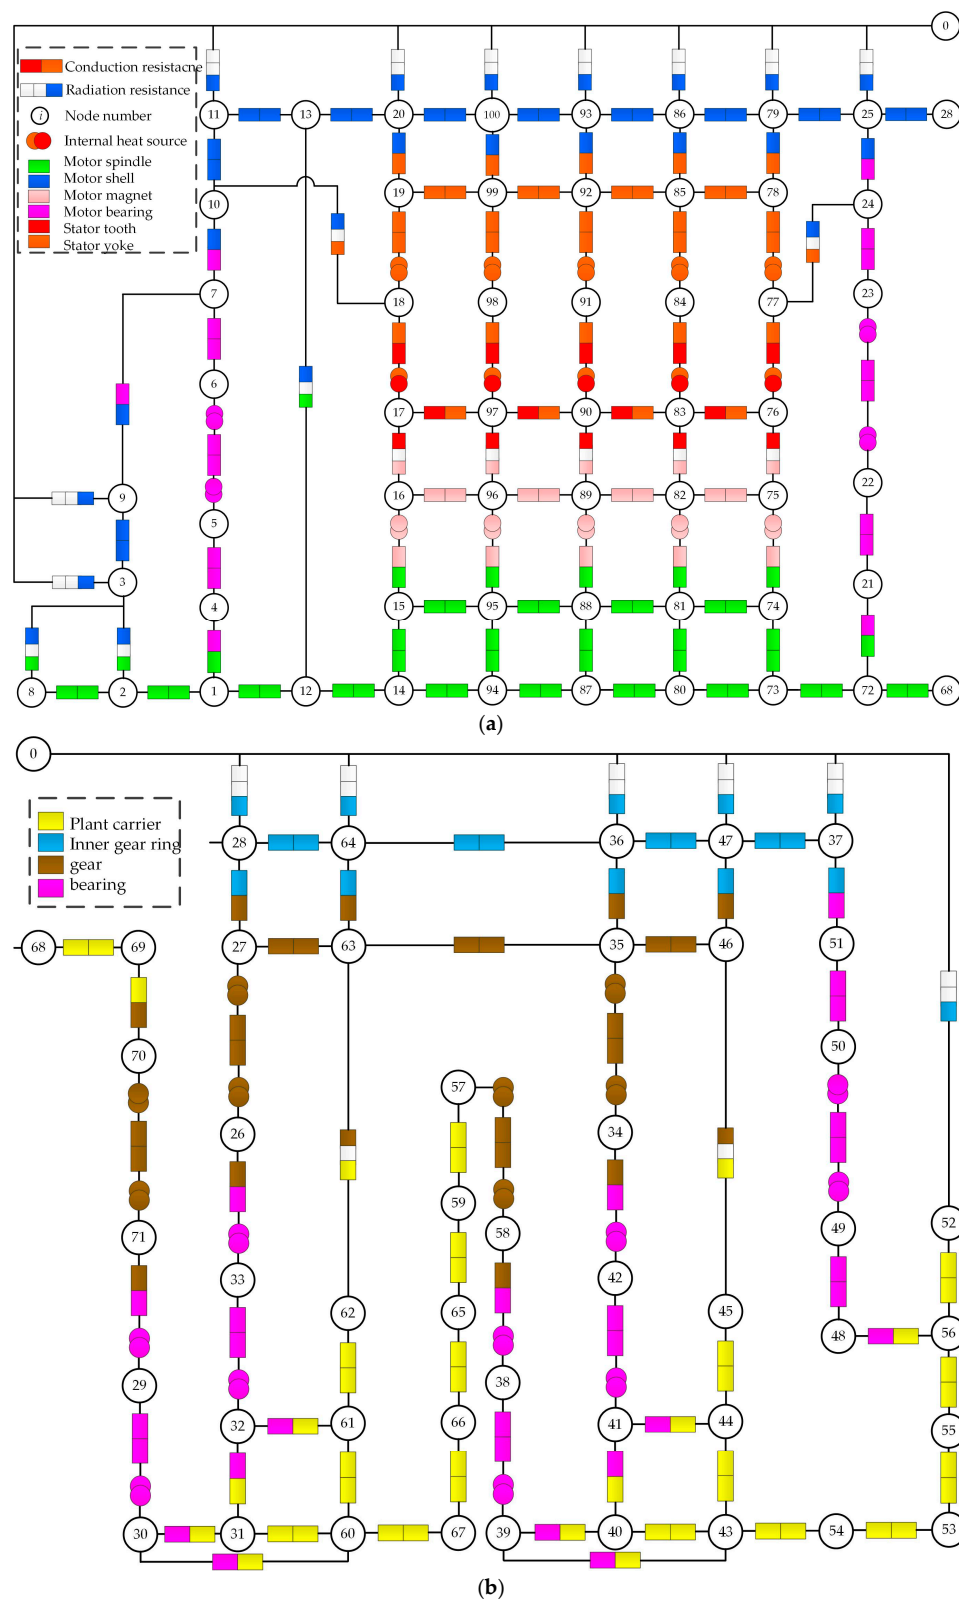 0
Conduction resistacne
Radiation resistance
i Node number
Internal heat source
Motor spindle
Motor shell
Motor magnet
Motor bearing
Stator tooth
Stator yoke
11 13 20 100 93 86 79 25 28
19 99 92 85 78
10 24
7 18 98 91 84 77 23
6
17 97 90 83 76
9 16 96 89 82 75 22
5
3 21
4 15 95 88 81 74
8 2 1 12 14 94 87 80 73 72 68
(a)
0
Plant carrier
Inner gear ring
gear
bearing
28 64 36 47 37
68 69 27 63 35 46 51
70 50
57
26 34
59
71 58 49 52
33 42
62 65 45
48 56
29 38
32 61 66 41 44 55
30 31 60 67 39 40 43 54 53
(b)